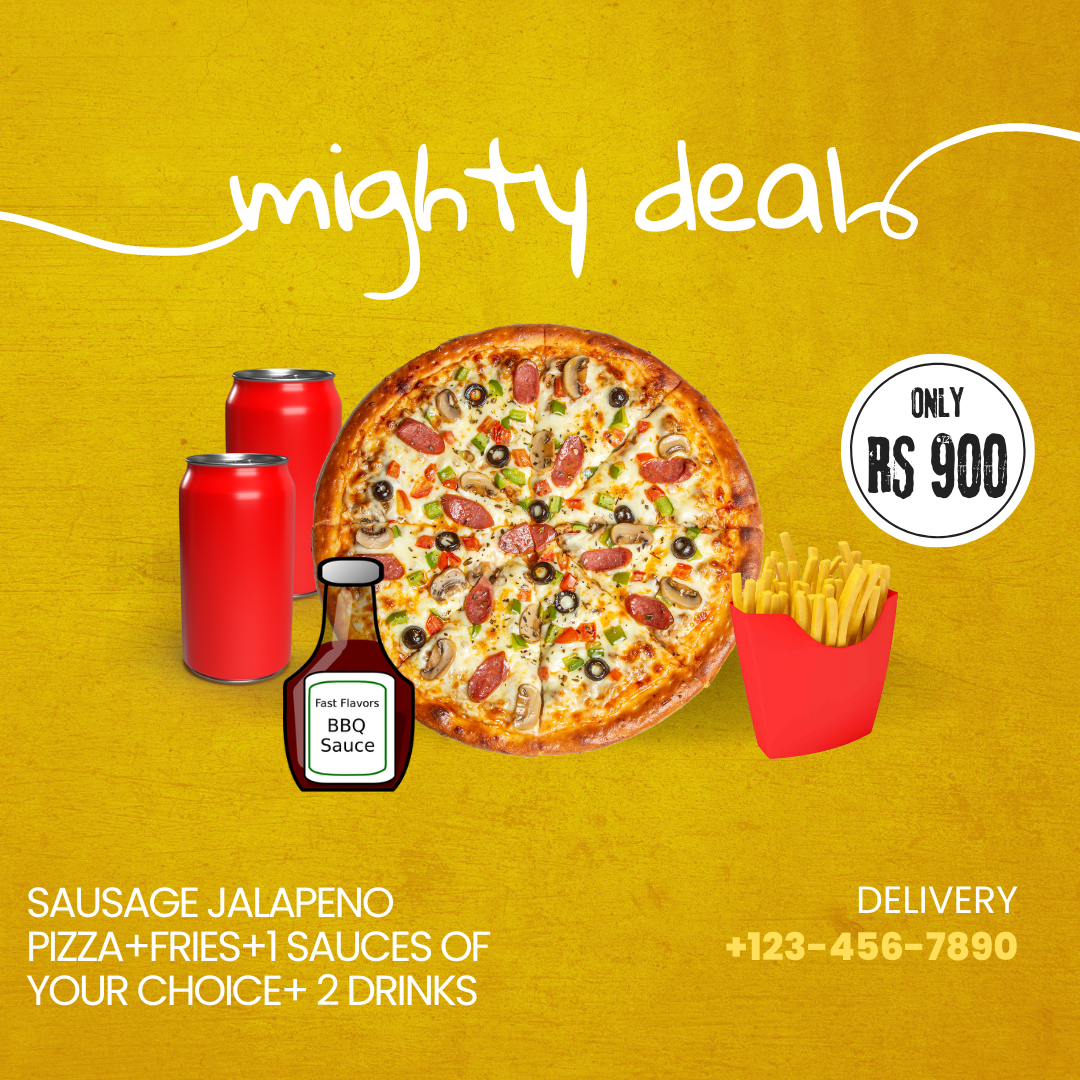 mighty deal
ONLY
RS 900
Fast Flavors
BBQ
Sauce
SAUSAGE JALAPENO
PIZZA+FRIES+1 SAUCES OF
YOUR CHOICE+ 2 DRINKS
DELIVERY
+123-456-7890